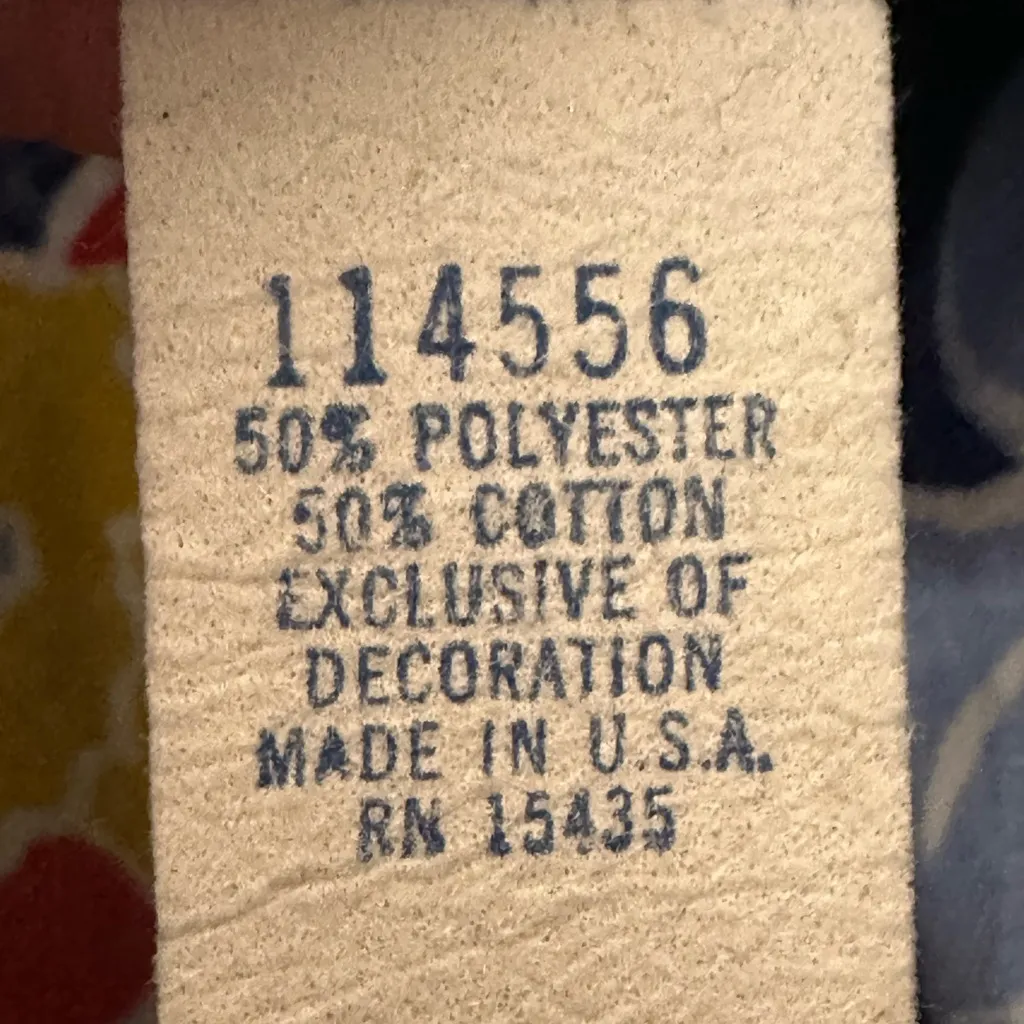 114556
50% POLYESTER
50% COTTON
EXCLUSIVE OF
DECORATION
MADE IN U.S.A.
RN 15435